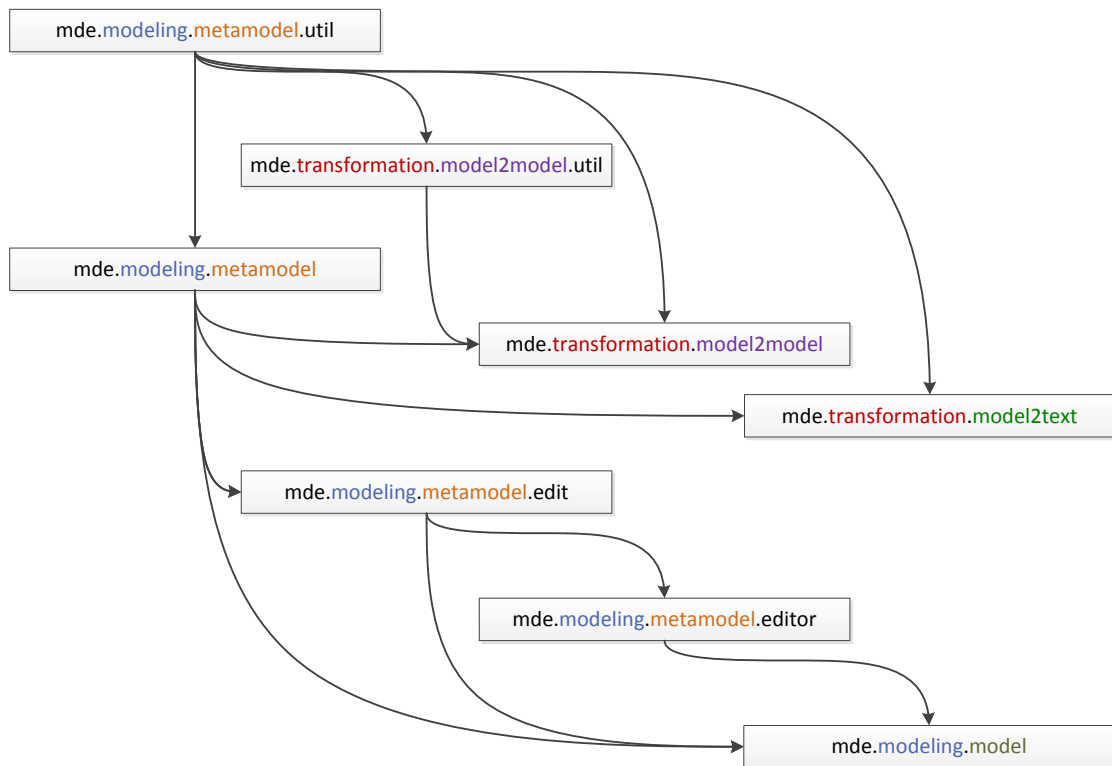 mde.modeling.metamodel.util
mde.transformation.model2model.util
mde.modeling.metamodel
mde.transformation.model2model
mde.transformation.model2text
mde.modeling.metamodel.edit
mde.modeling.metamodel.editor
mde.modeling.model